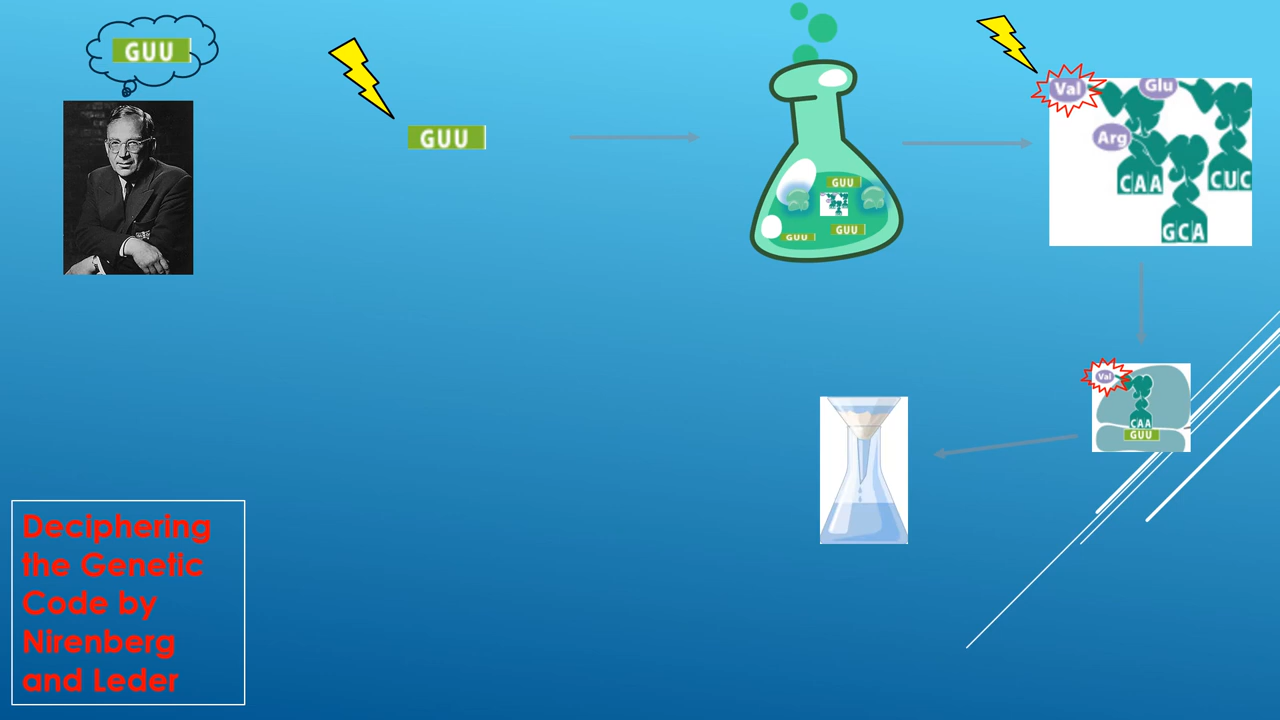 GUU
GUU
GUU
GUU
GUU
Val
Glu
Arg
CAA
CUC
GCA
Val
CAA
GUU
Deciphering
the Genetic
Code by
Nirenberg
and Leder